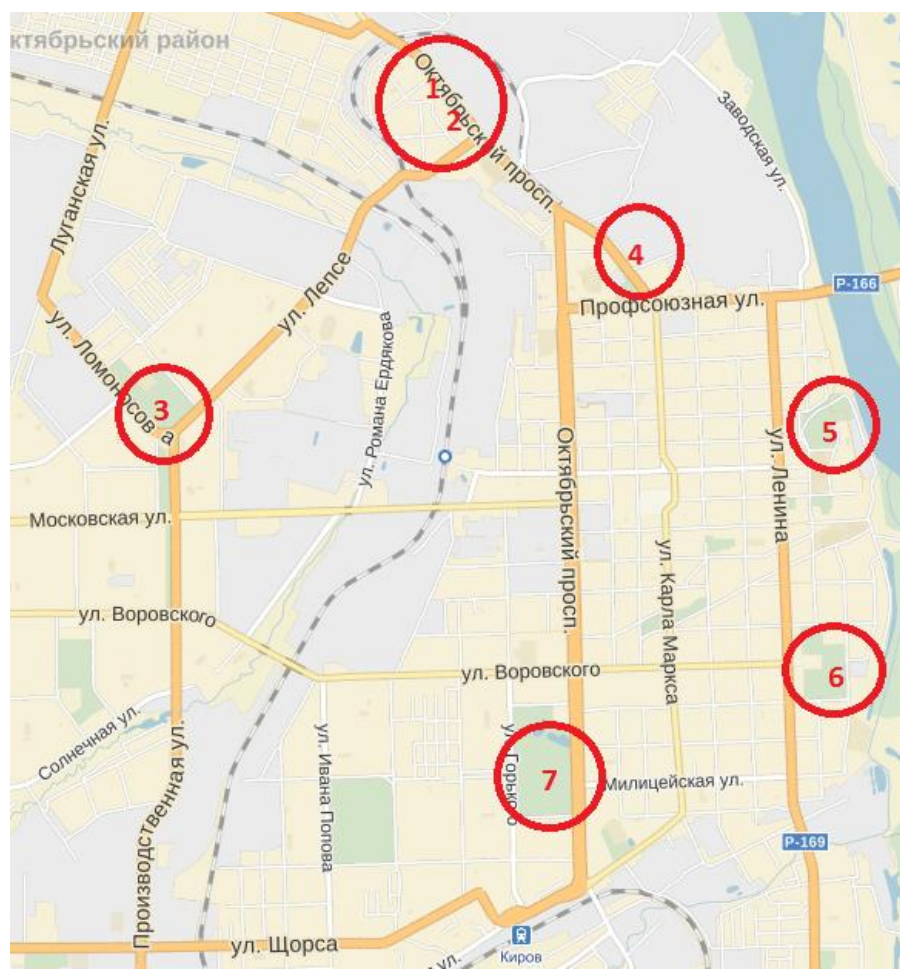 ктябрьский район
Октябрьский просп.
1
2
Заводская ул.
Луганская ул.
4
Р-166
Профсоюзная ул.
ул. Лепсе
ул. Ломоносов а
3
ул. Романа Ердякова
5
Октябрьский просп.
ул. Ленина
Московская ул.
ул. Карла Маркса
ул. Воровского
ул. Воровского
6
Солнечная ул.
ул. Ивана Попова
ул. Горького
7
Милицейская ул.
Производственная ул.
Р-169
ул. Щорса
Киров
ул.